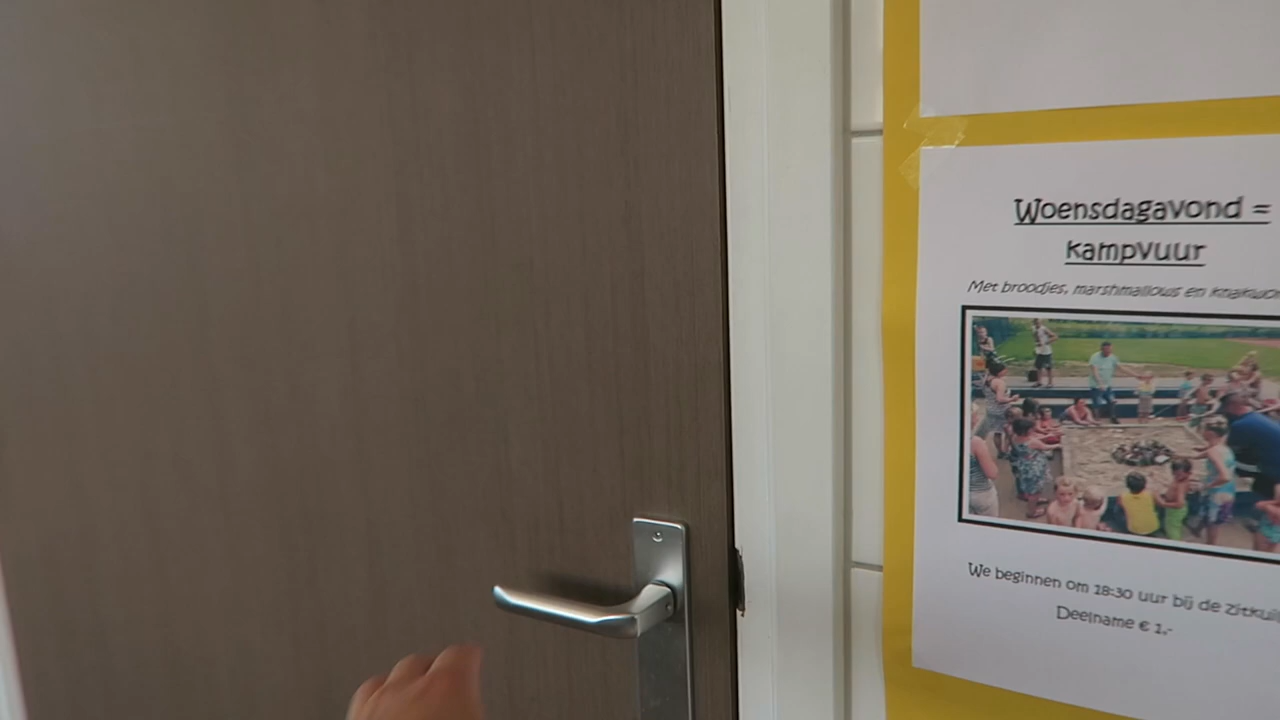 Woensdagavond =
kampvuur
Met broodjes, marshmallows en
We beginnen om 18:30 uur bij de
Deelname € 1,-